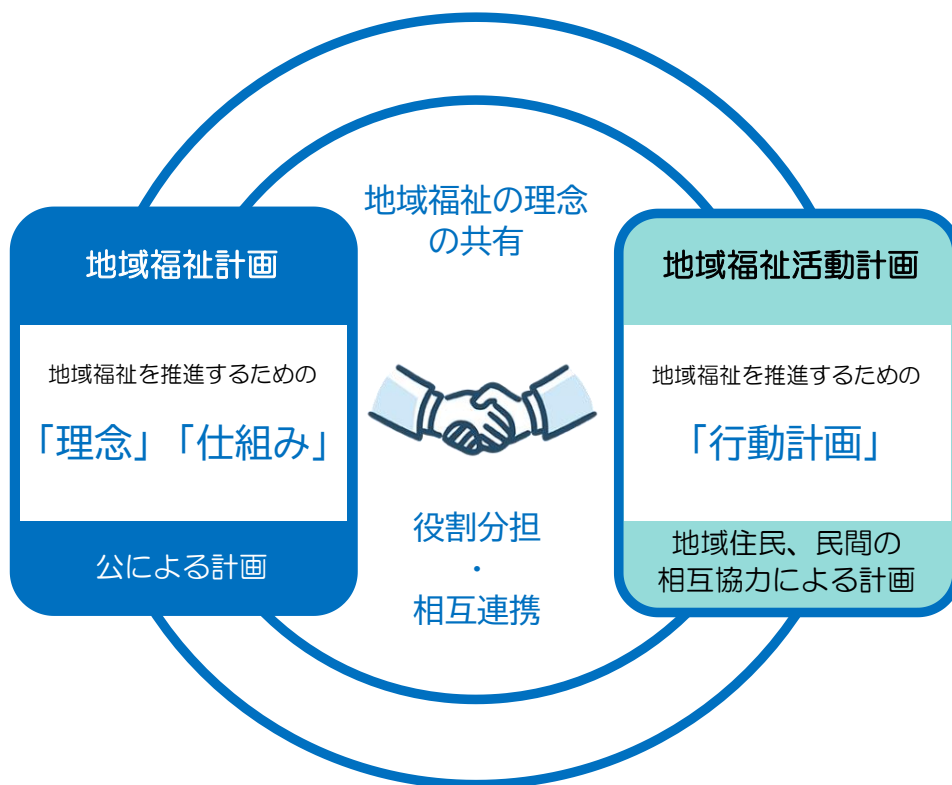 地域福祉の理念
の共有
地域福祉計画
地域福祉を推進するための
「理念」「仕組み」
公による計画
役割分担
・
相互連携
地域福祉活動計画
地域福祉を推進するための
「行動計画」
地域住民、民間の
相互協力による計画